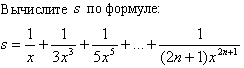 Вычислите s по формуле:
s = 1/x + 1/(3x^3) + 1/(5x^5) + ... + 1/((2n+1)x^(2n+1))